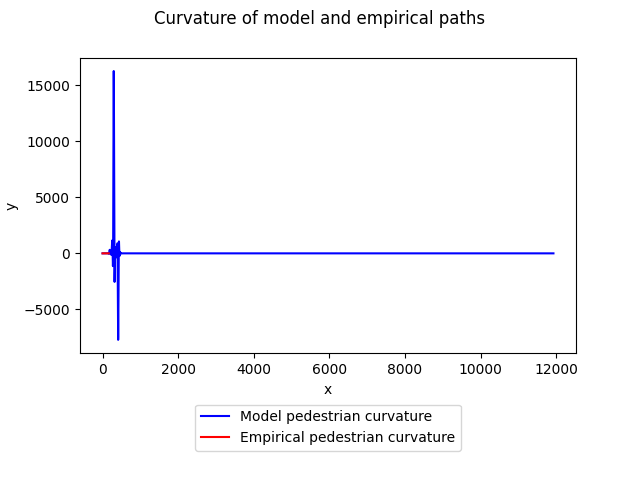 Curvature of model and empirical paths
15000
10000
5000
0
−5000
y
0 2000 4000 6000 8000 10000 12000
x
Model pedestrian curvature
Empirical pedestrian curvature